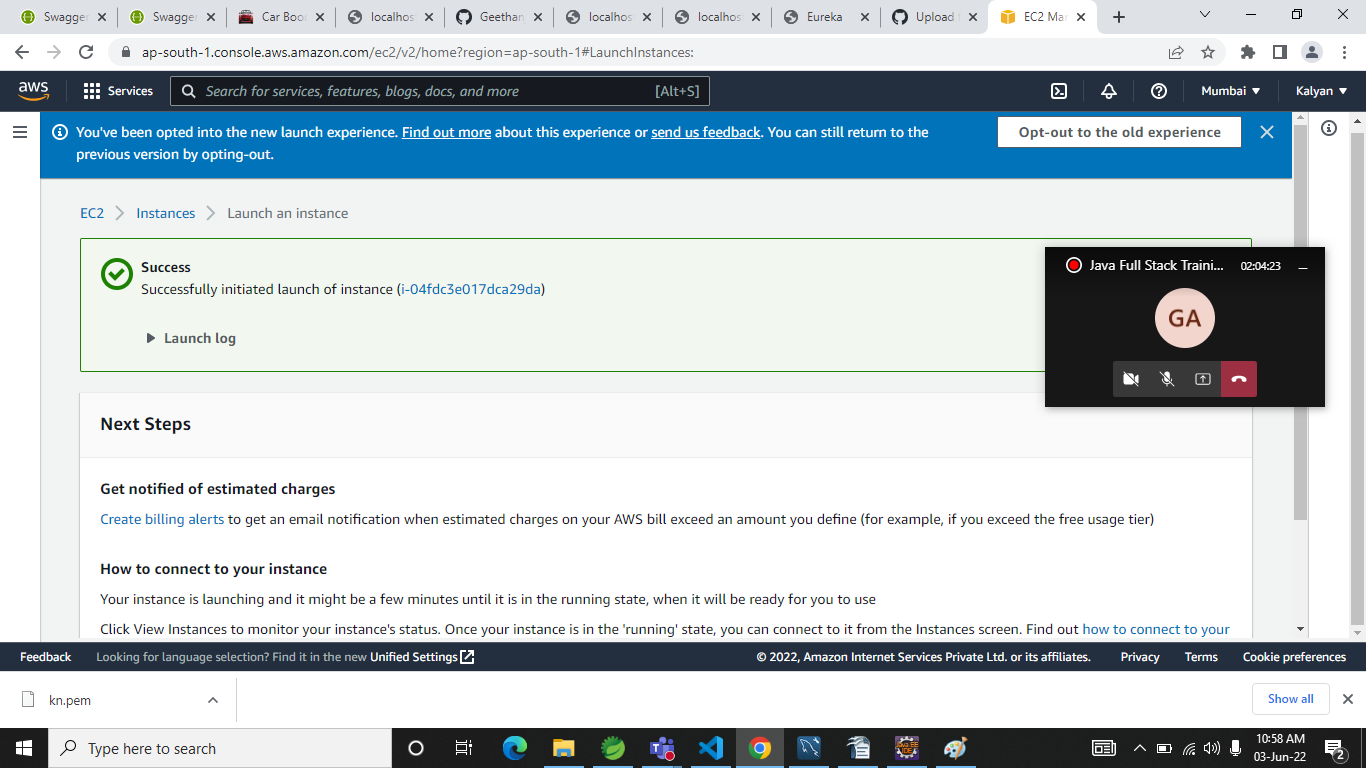 Swagger
Swagger
Car Boo
localhos
Geethan
localhos
localhos
Eureka
Upload
EC2 Mar
ap-south-1.console.aws.amazon.com/ec2/v2/home?region=ap-south-1#LaunchInstances:
aws
Services
Search for services, features, blogs, docs, and more
[Alt+S]
Mumbai
Kalyan
You've been opted into the new launch experience. Find out more about this experience or send us feedback. You can still return to the
previous version by opting-out.
Opt-out to the old experience
EC2
Instances
Launch an instance
Success
Successfully initiated launch of instance (i-04fdc3e017dca29da)
Launch log
Java Full Stack Traini...
02:04:23
GA
Next Steps
Get notified of estimated charges
Create billing alerts to get an email notification when estimated charges on your AWS bill exceed an amount you define (for example, if you exceed the free usage tier)
How to connect to your instance
Your instance is launching and it might be a few minutes until it is in the running state, when it will be ready for you to use
Click View Instances to monitor your instance's status. Once your instance is in the 'running' state, you can connect to it from the Instances screen. Find out how to connect to your
Feedback
Looking for language selection? Find it in the new Unified Settings
© 2022, Amazon Internet Services Private Ltd. or its affiliates.
Privacy
Terms
Cookie preferences
kn.pem
Show all
Type here to search
10:58 AM
03-Jun-22
2